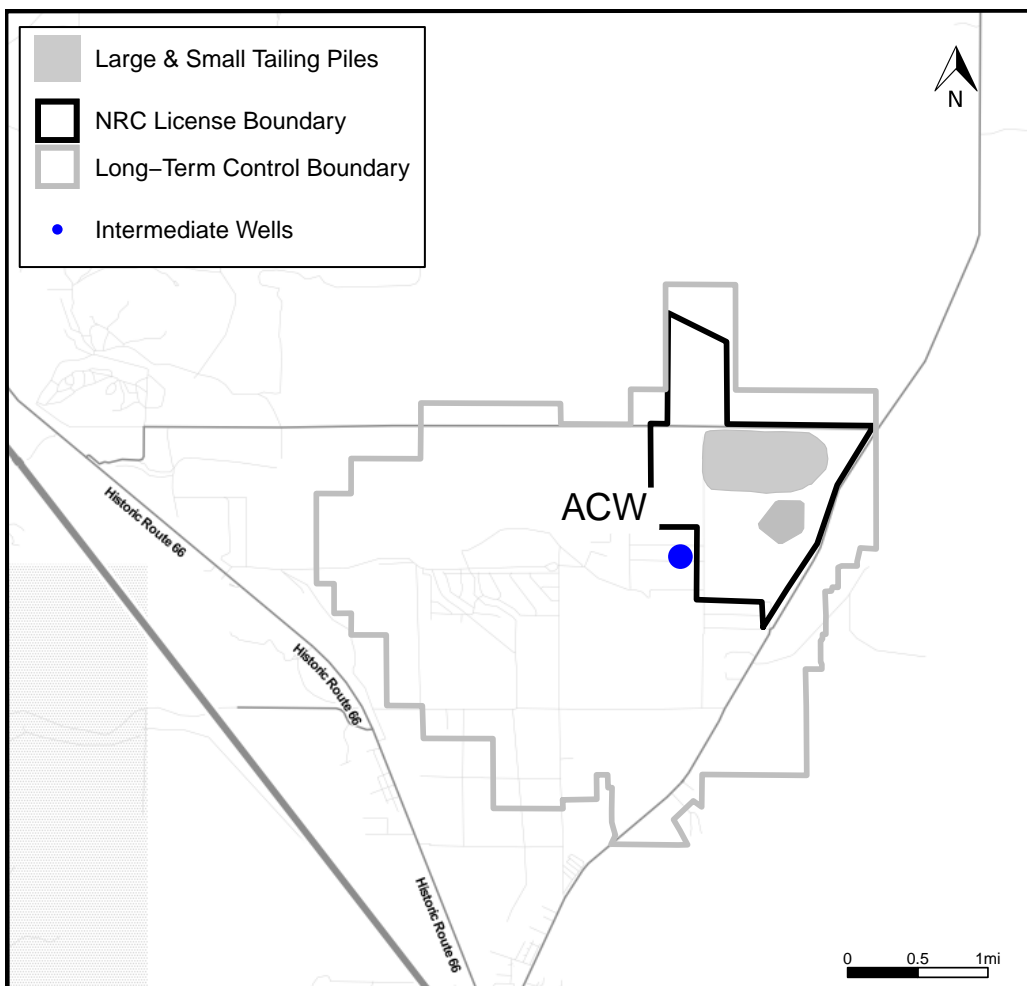 Large & Small Tailing Piles
NRC License Boundary
Long−Term Control Boundary
Intermediate Wells
N
ACW
Historic Route 66
Historic Route 66
Historic Route 66
0 0.5 1mi